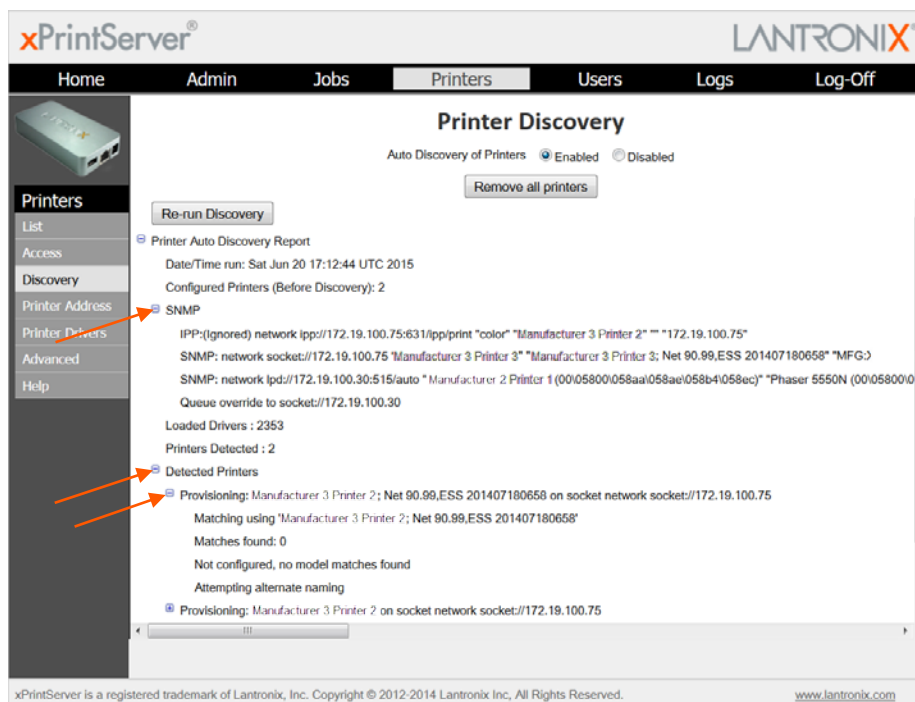 xPrintServer®
LANTRONIX®
Home Admin Jobs Printers Users Logs Log-Off
Printer Discovery
Auto Discovery of Printers Enabled Disabled
Remove all printers
Printers
List
Access
Discovery
Printer Address
Printer Drivers
Advanced
Help
Re-run Discovery
Printer Auto Discovery Report
Date/Time run: Sat Jun 20 17:12:44 UTC 2015
Configured Printers (Before Discovery): 2
SNMP
IPP:(Ignored) network ipp://172.19.100.75:631/ipp/print "color" "Manufacturer 3 Printer 2" "" "172.19.100.75"
SNMP: network socket://172.19.100.75 'Manufacturer 3 Printer 3" "Manufacturer 3 Printer 3; Net 90.99,ESS 201407180658" "MFG:X
SNMP: network lpd://172.19.100.30:515/auto "Manufacturer 2 Printer 1 (00\05800\058aa\058ae\058b4\058ec)" "Phaser 5550N (00\05800\0
Queue override to socket://172.19.100.30
Loaded Drivers : 2353
Printers Detected : 2
Detected Printers
Provisioning: Manufacturer 3 Printer 2; Net 90.99,ESS 201407180658 on socket network socket://172.19.100.75
Matching using 'Manufacturer 3 Printer 2; Net 90.99,ESS 201407180658'
Matches found: 0
Not configured, no model matches found
Attempting alternate naming
Provisioning: Manufacturer 3 Printer 2 on socket network socket://172.19.100.75
xPrintServer is a registered trademark of Lantronix, Inc. Copyright © 2012-2014 Lantronix Inc, All Rights Reserved.
www.lantronix.com